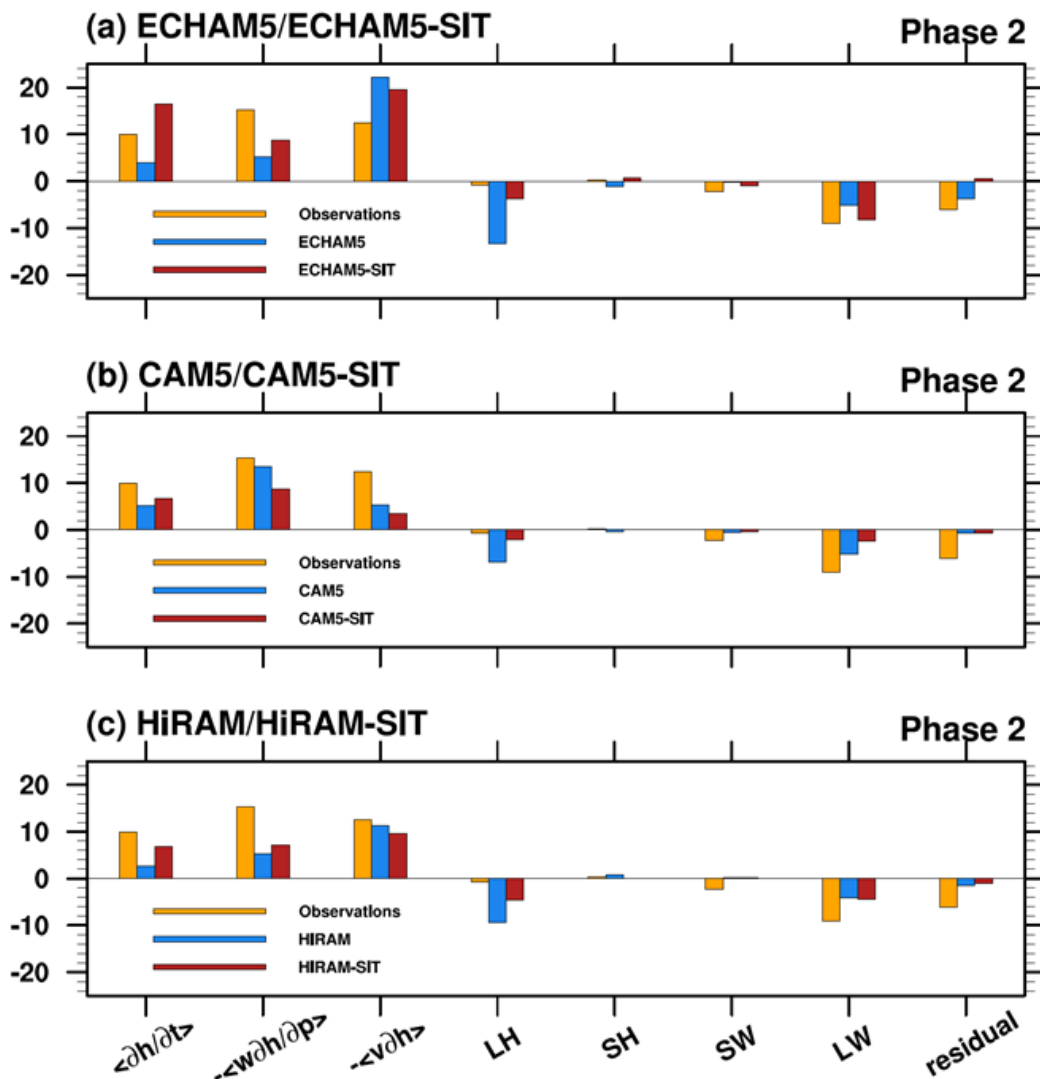 (a) ECHAM5/ECHAM5-SIT Phase 2
20
10
0
-10
-20
Observations
ECHAM5
ECHAM5-SIT
(b) CAM5/CAM5-SIT Phase 2
20
10
0
-10
-20
Observations
CAM5
CAM5-SIT
(c) HiRAM/HiRAM-SIT Phase 2
20
10
0
-10
-20
Observations
HIRAM
HIRAM-SIT
<∂h/∂t> -<w∂h/∂p> -<v∂h> LH SH SW LW residual